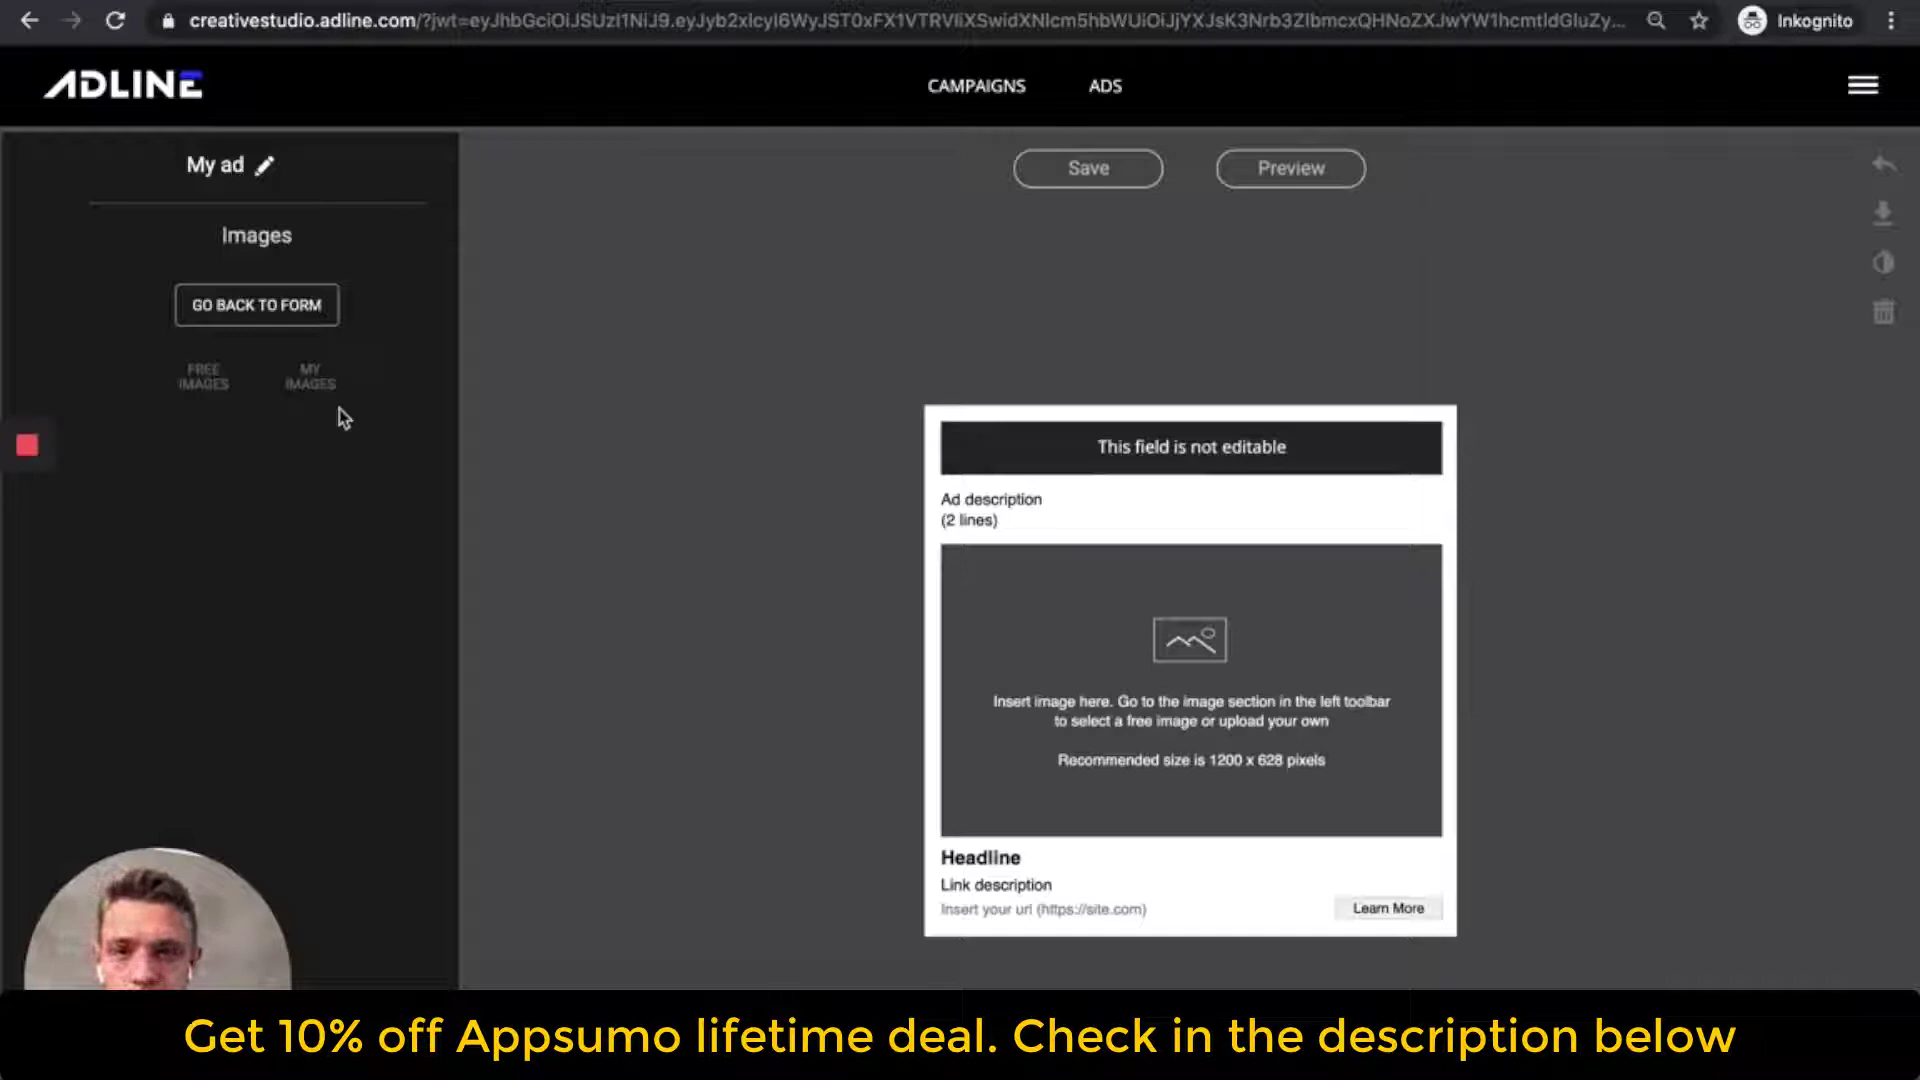 creativestudio.adline.com
Inkognito
ADLINE
CAMPAIGNS
ADS
My ad
Save
Preview
Images
GO BACK TO FORM
FREE
IMAGES
MY
IMAGES
This field is not editable
Ad description
(2 lines)
Insert image here. Go to the image section in the left toolbar
to select a free image or upload your own
Recommended size is 1200 x 628 pixels
Headline
Link description
Insert your url (https://site.com)
Learn More
Get 10% off Appsumo lifetime deal. Check in the description below